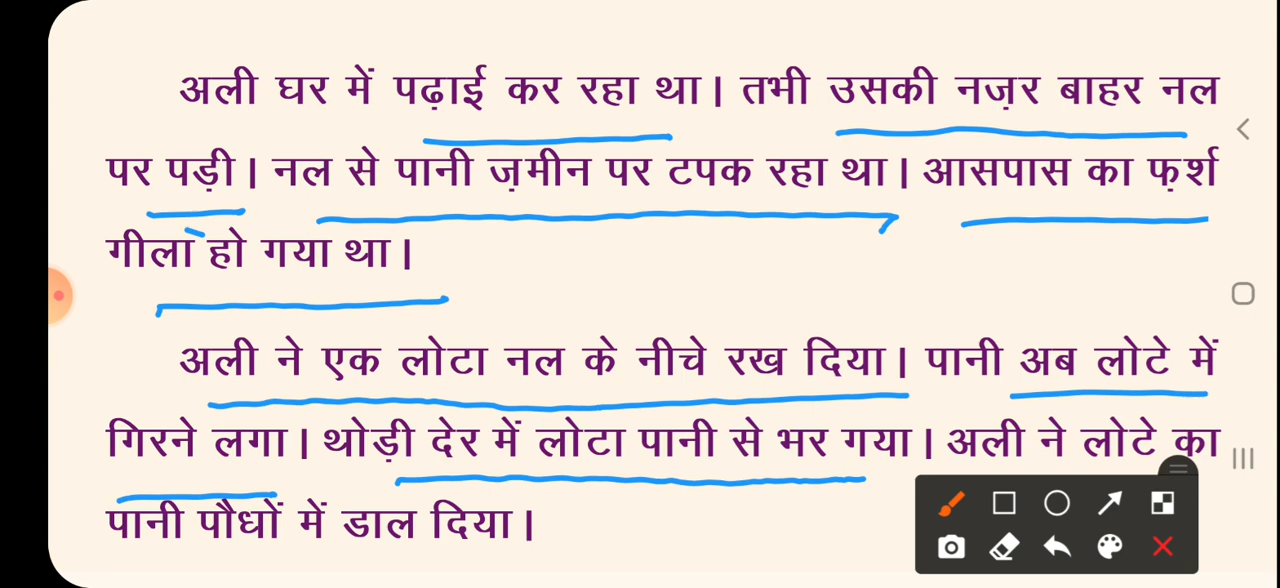 अली घर में पढ़ाई कर रहा था। तभी उसकी नज़र बाहर नल
पर पड़ी। नल से पानी ज़मीन पर टपक रहा था। आसपास का फ़र्श
गीला हो गया था।
अली ने एक लोटा नल के नीचे रख दिया। पानी अब लोटे में
गिरने लगा। थोड़ी देर में लोटा पानी से भर गया। अली ने लोटे का
पानी पौधों में डाल दिया।